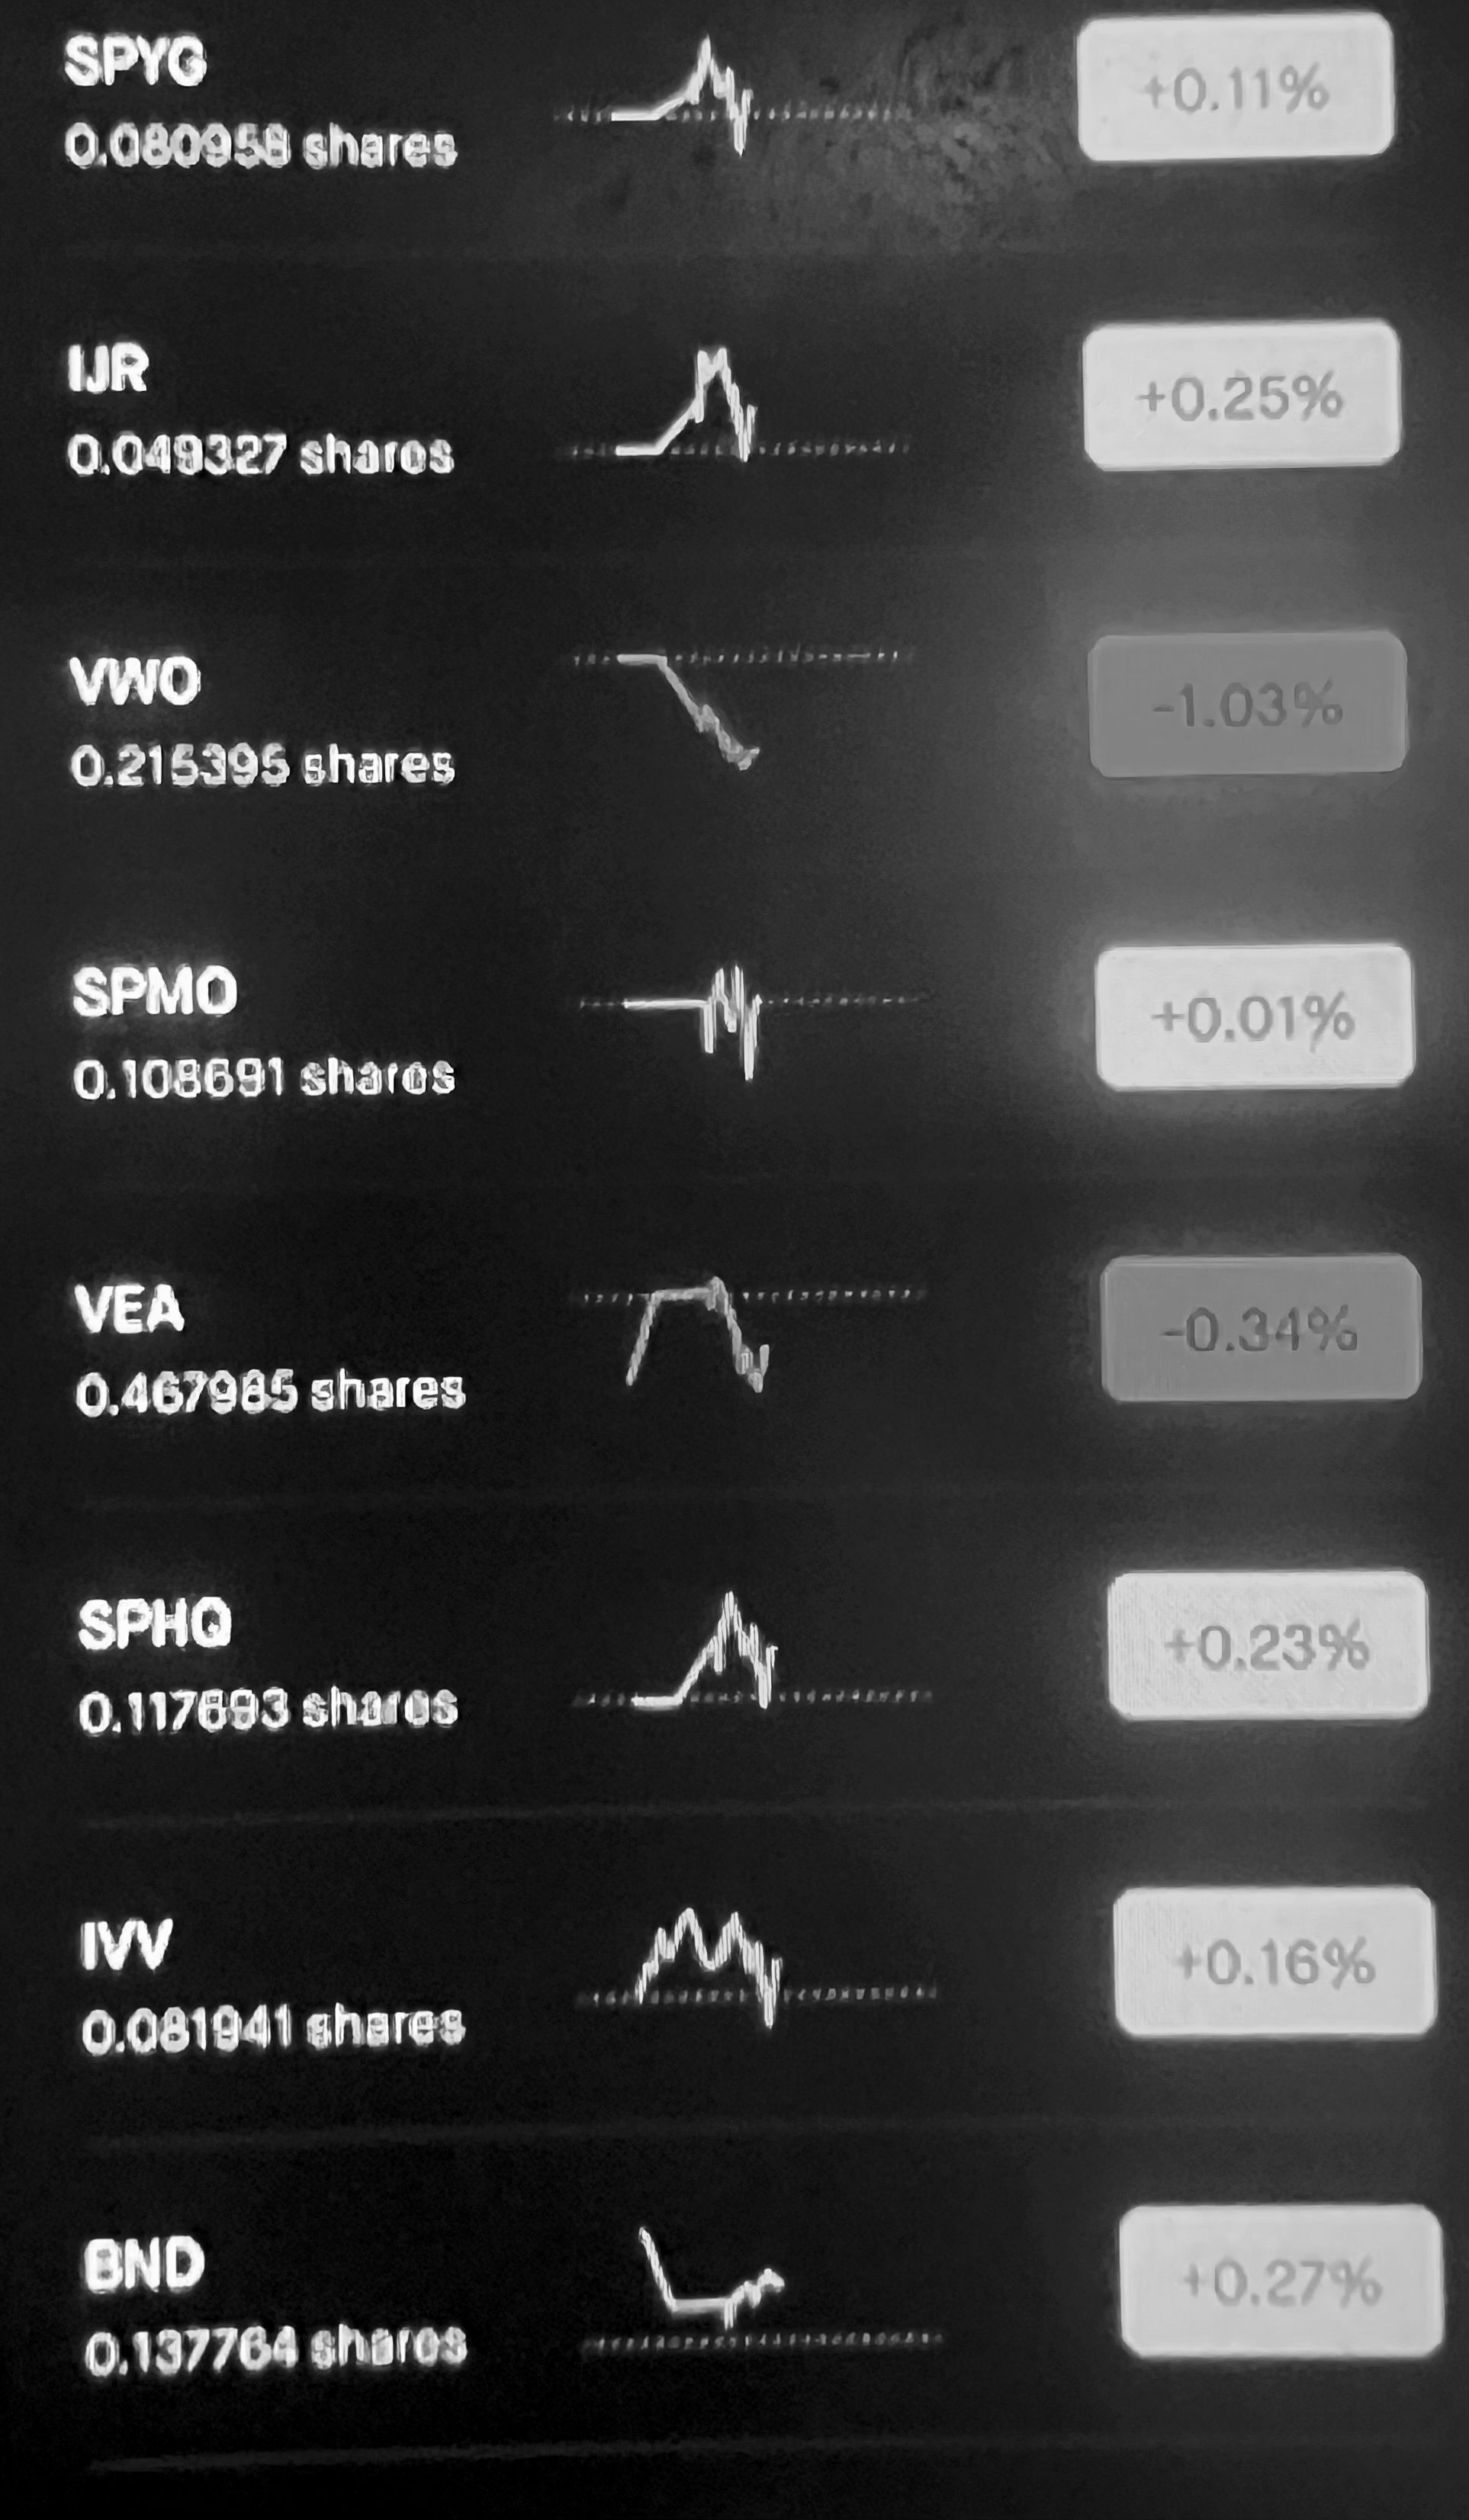 SPYG
+0.11%
0.080958 shares
IJR
+0.25%
0.049327 shares
VWO
-1.03%
0.215395 shares
SPMO
+0.01%
0.108691 shares
VEA
-0.34%
0.467985 shares
SPHQ
+0.23%
shares
IVV
+0.16%
0.081941 shares
BND
+0.27%
0.137764 shares